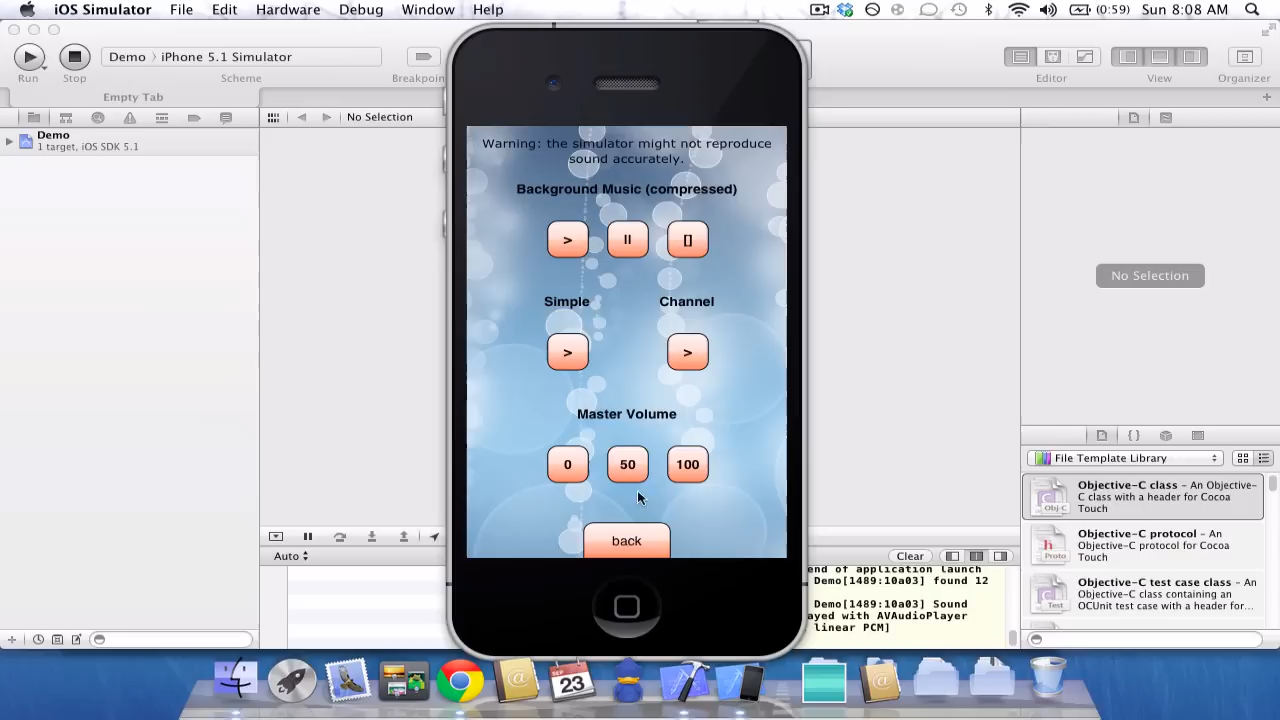 iOS Simulator File Edit Hardware Debug Window Help (0:59) Sun 8:08 AM
Demo iPhone 5.1 Simulator
Run Stop Scheme Breakpoin Editor View Organizer
Empty Tab
No Selection
Demo
1 target, iOS SDK 5.1
Warning: the simulator might not reproduce
sound accurately.
Background Music (compressed)
> II []
Simple Channel
> >
Master Volume
0 50 100
back
No Selection
File Template Library
Objective-C class – An Objective-
C class with a header for Cocoa
Touch
Objective-C protocol – An
Objective-C protocol for Cocoa
Touch
Objective-C test case class – An
Objective-C class containing an
OCUnit test case with a header for...
Auto
Clear
end of application launch
Demo[1489:10a03] found 12
Demo[1489:10a03] Sound
ayed with AVAudioPlayer
linear PCM]
SEP
23